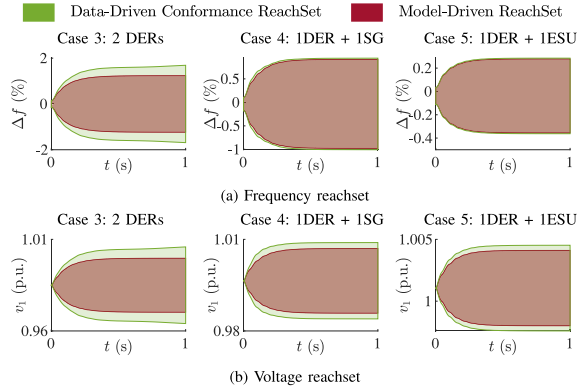 Data-Driven Conformance ReachSet Model-Driven ReachSet
Case 3: 2 DERs Case 4: 1DER + 1SG Case 5: 1DER + 1ESU
Δf (%) 2 0 -2 0 1 t (s)
Δf (%) 0.5 0 -0.5 -1 0 1 t (s)
Δf (%) 0.2 0 -0.2 -0.4 0 1 t (s)
(a) Frequency reachset
Case 3: 2 DERs Case 4: 1DER + 1SG Case 5: 1DER + 1ESU
v₁ (p.u.) 1.01 0.96 0 1 t (s)
v₁ (p.u.) 1.01 0.98 0 1 t (s)
v₁ (p.u.) 1.005 1 0 1 t (s)
(b) Voltage reachset